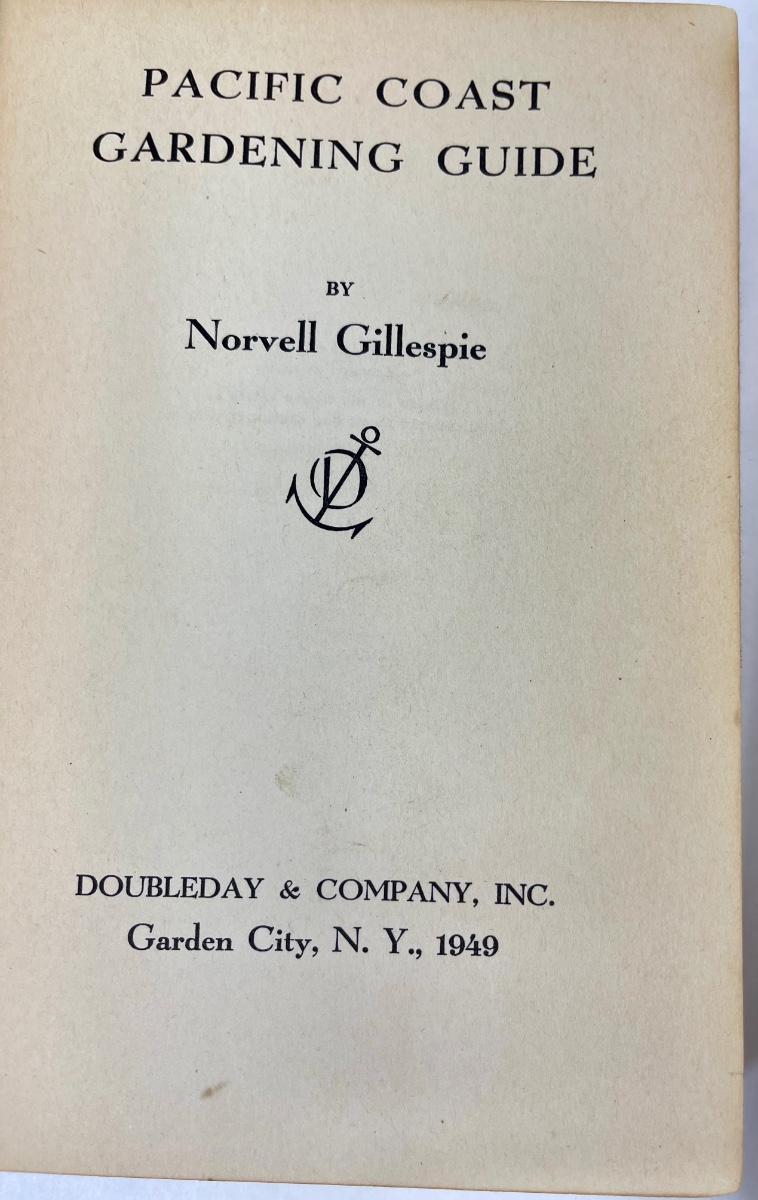 PACIFIC COAST
GARDENING GUIDE
BY
Norvell Gillespie
D
DOUBLEDAY & COMPANY, INC.
Garden City, N. Y., 1949